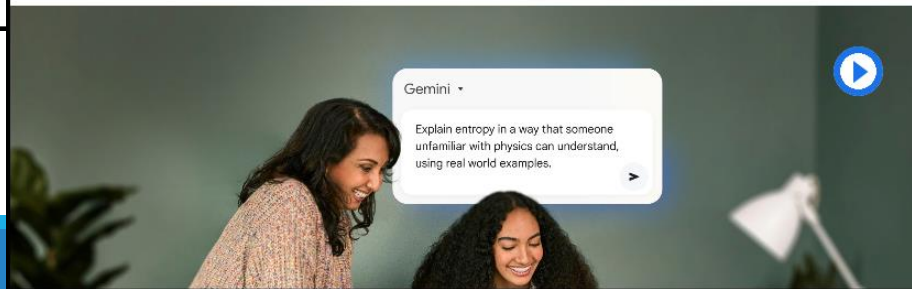 Gemini
Explain entropy in a way that someone
unfamiliar with physics can understand,
using real world examples.